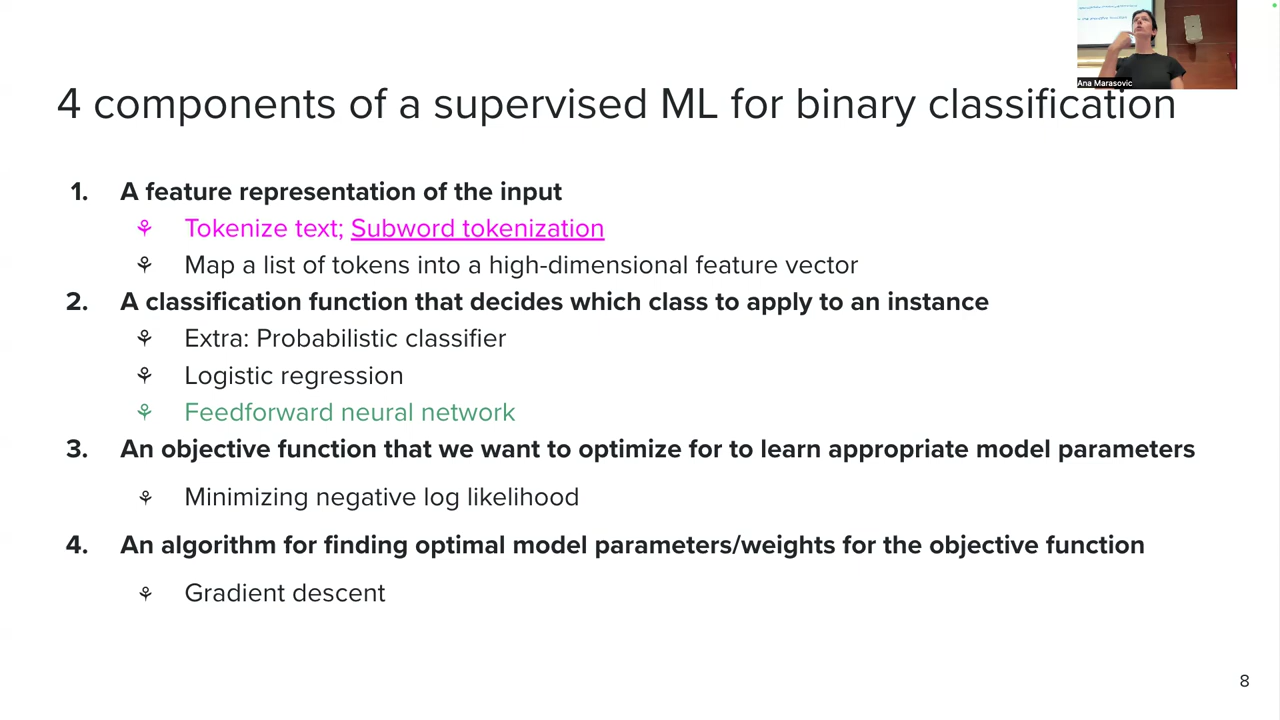 Ana Marasovic
4 components of a supervised ML for binary classification
1. A feature representation of the input
Tokenize text; Subword tokenization
Map a list of tokens into a high-dimensional feature vector
2. A classification function that decides which class to apply to an instance
Extra: Probabilistic classifier
Logistic regression
Feedforward neural network
3. An objective function that we want to optimize for to learn appropriate model parameters
Minimizing negative log likelihood
4. An algorithm for finding optimal model parameters/weights for the objective function
Gradient descent
8